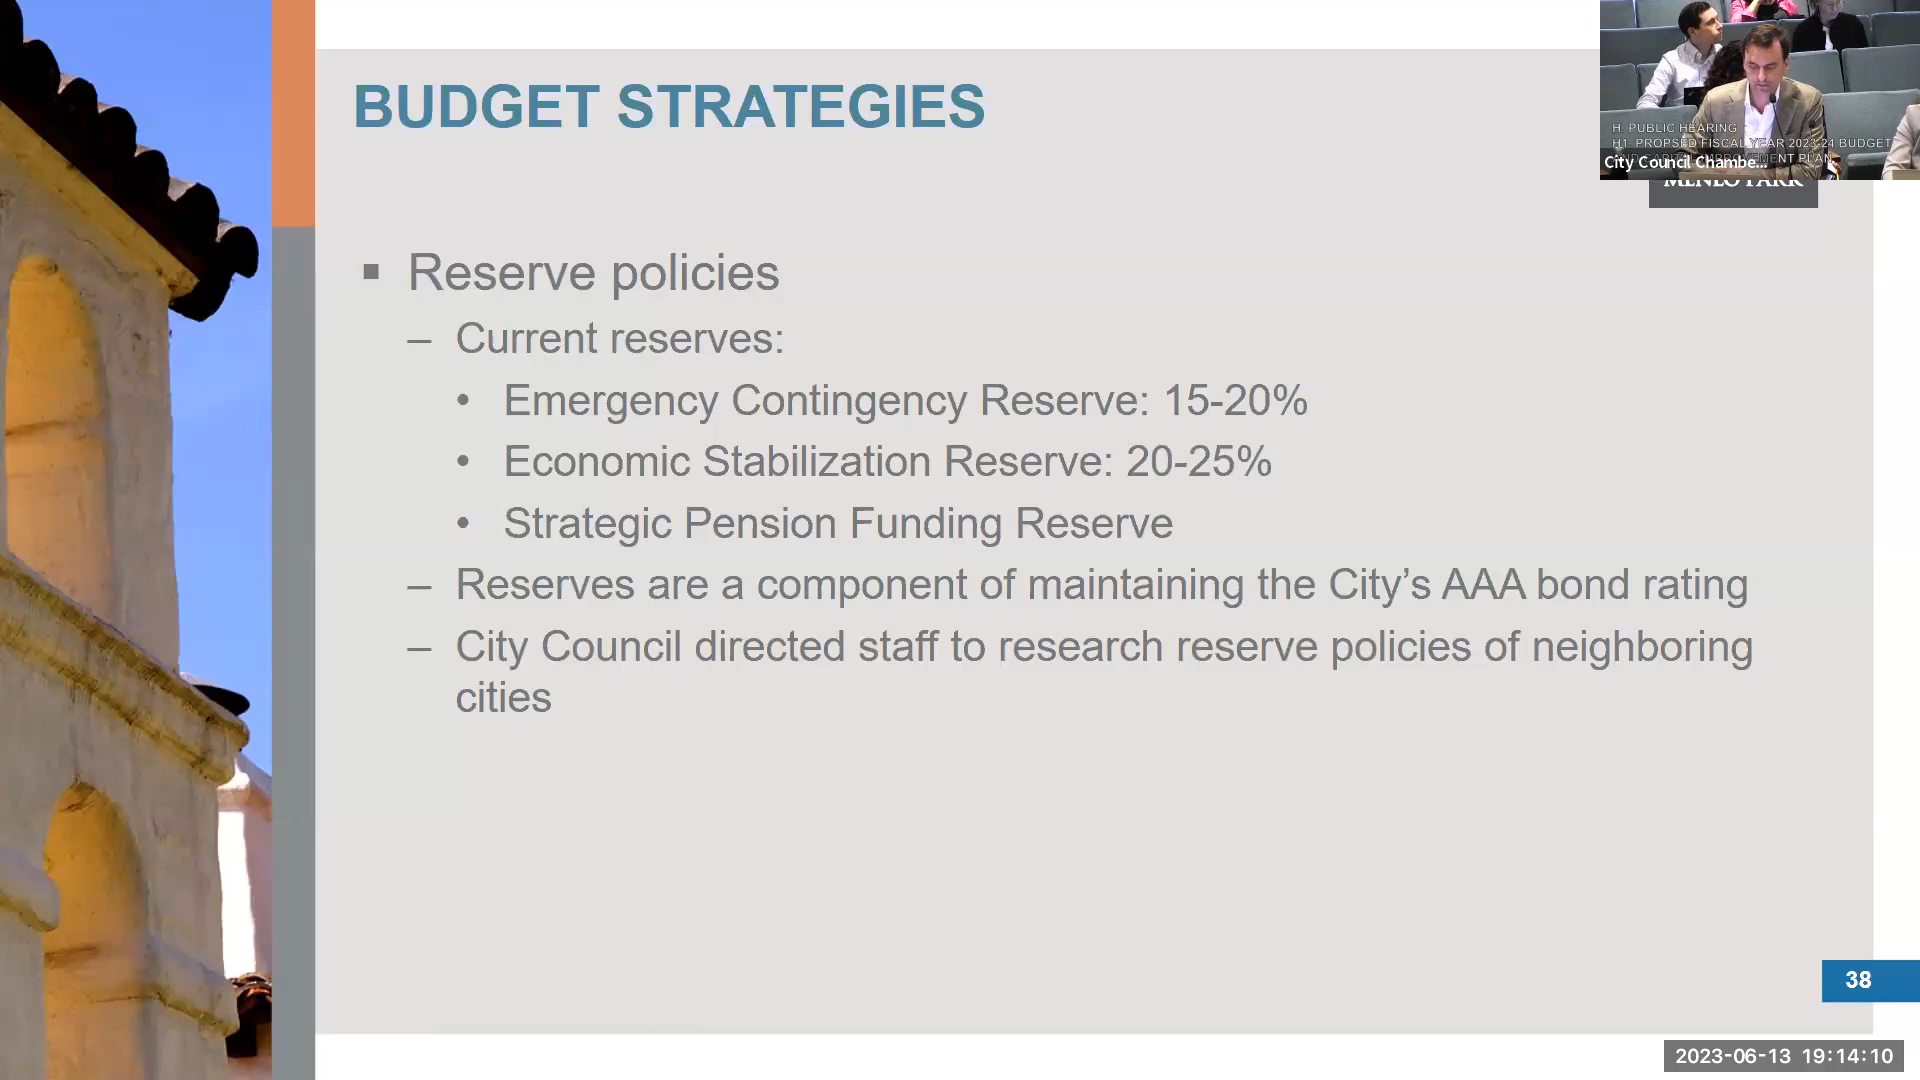 BUDGET STRATEGIES
▪ Reserve policies
– Current reserves:
• Emergency Contingency Reserve: 15-20%
• Economic Stabilization Reserve: 20-25%
• Strategic Pension Funding Reserve
– Reserves are a component of maintaining the City’s AAA bond rating
– City Council directed staff to research reserve policies of neighboring
cities
H. PUBLIC HEARING
H1. PROPSED FISCAL YEAR 2023-24 BUDGET
IMPROVEMENT PLAN
City Council Chambe...
MENLO PARK
38
2023-06-13 19:14:10